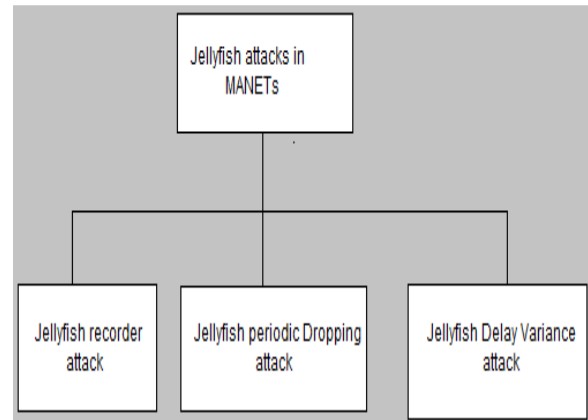 Jellyfish attacks in
MANETs
Jellyfish recorder
attack
Jellyfish periodic Dropping
attack
Jellyfish Delay Variance
attack